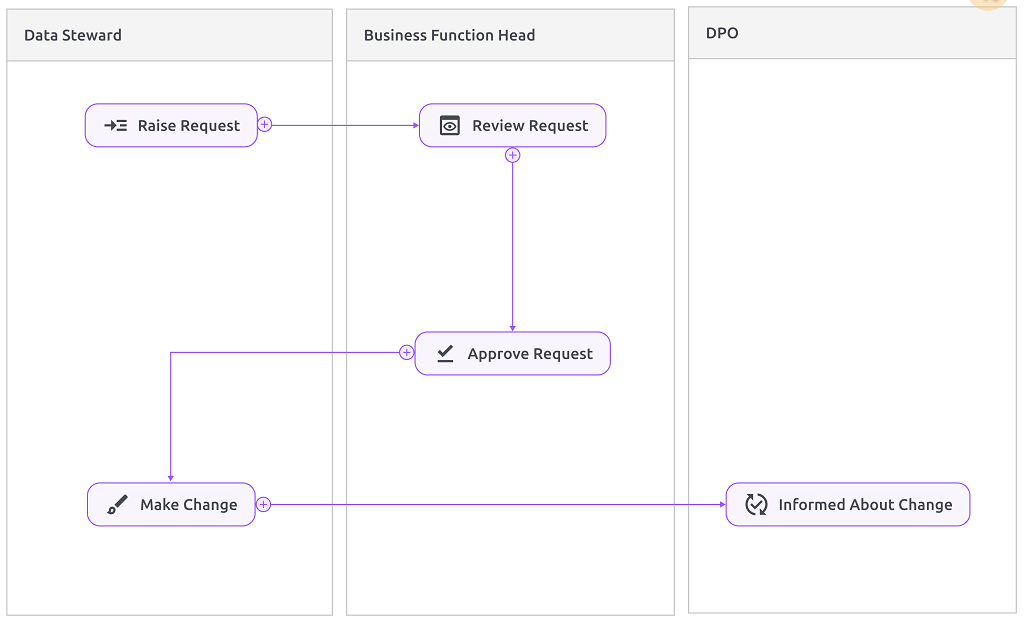 Data Steward
Business Function Head
DPO
Raise Request
Review Request
Approve Request
Make Change
Informed About Change